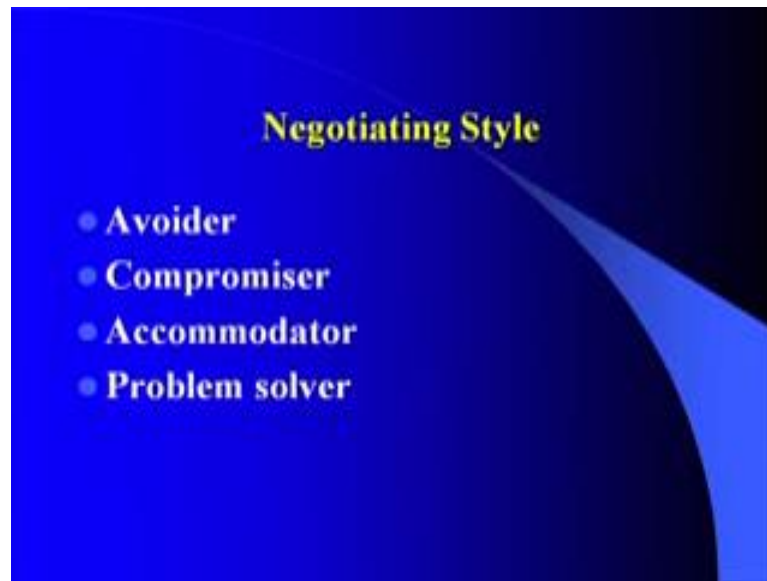 Negotiating Style
Avoider
Compromiser
Accommodator
Problem solver